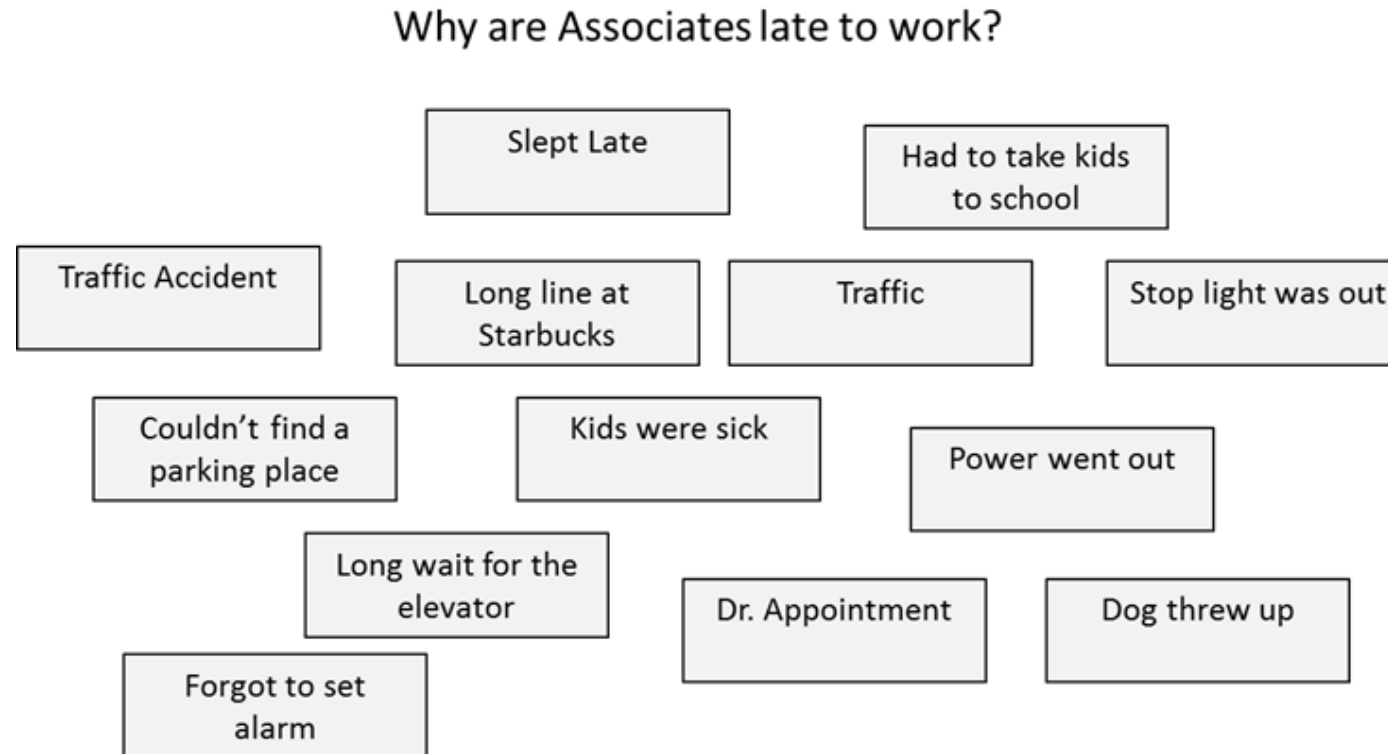 Why are Associates late to work?
Slept Late
Had to take kids
to school
Traffic Accident
Long line at
Starbucks
Traffic
Stop light was out
Couldn’t find a
parking place
Kids were sick
Power went out
Long wait for the
elevator
Dr. Appointment
Dog threw up
Forgot to set
alarm